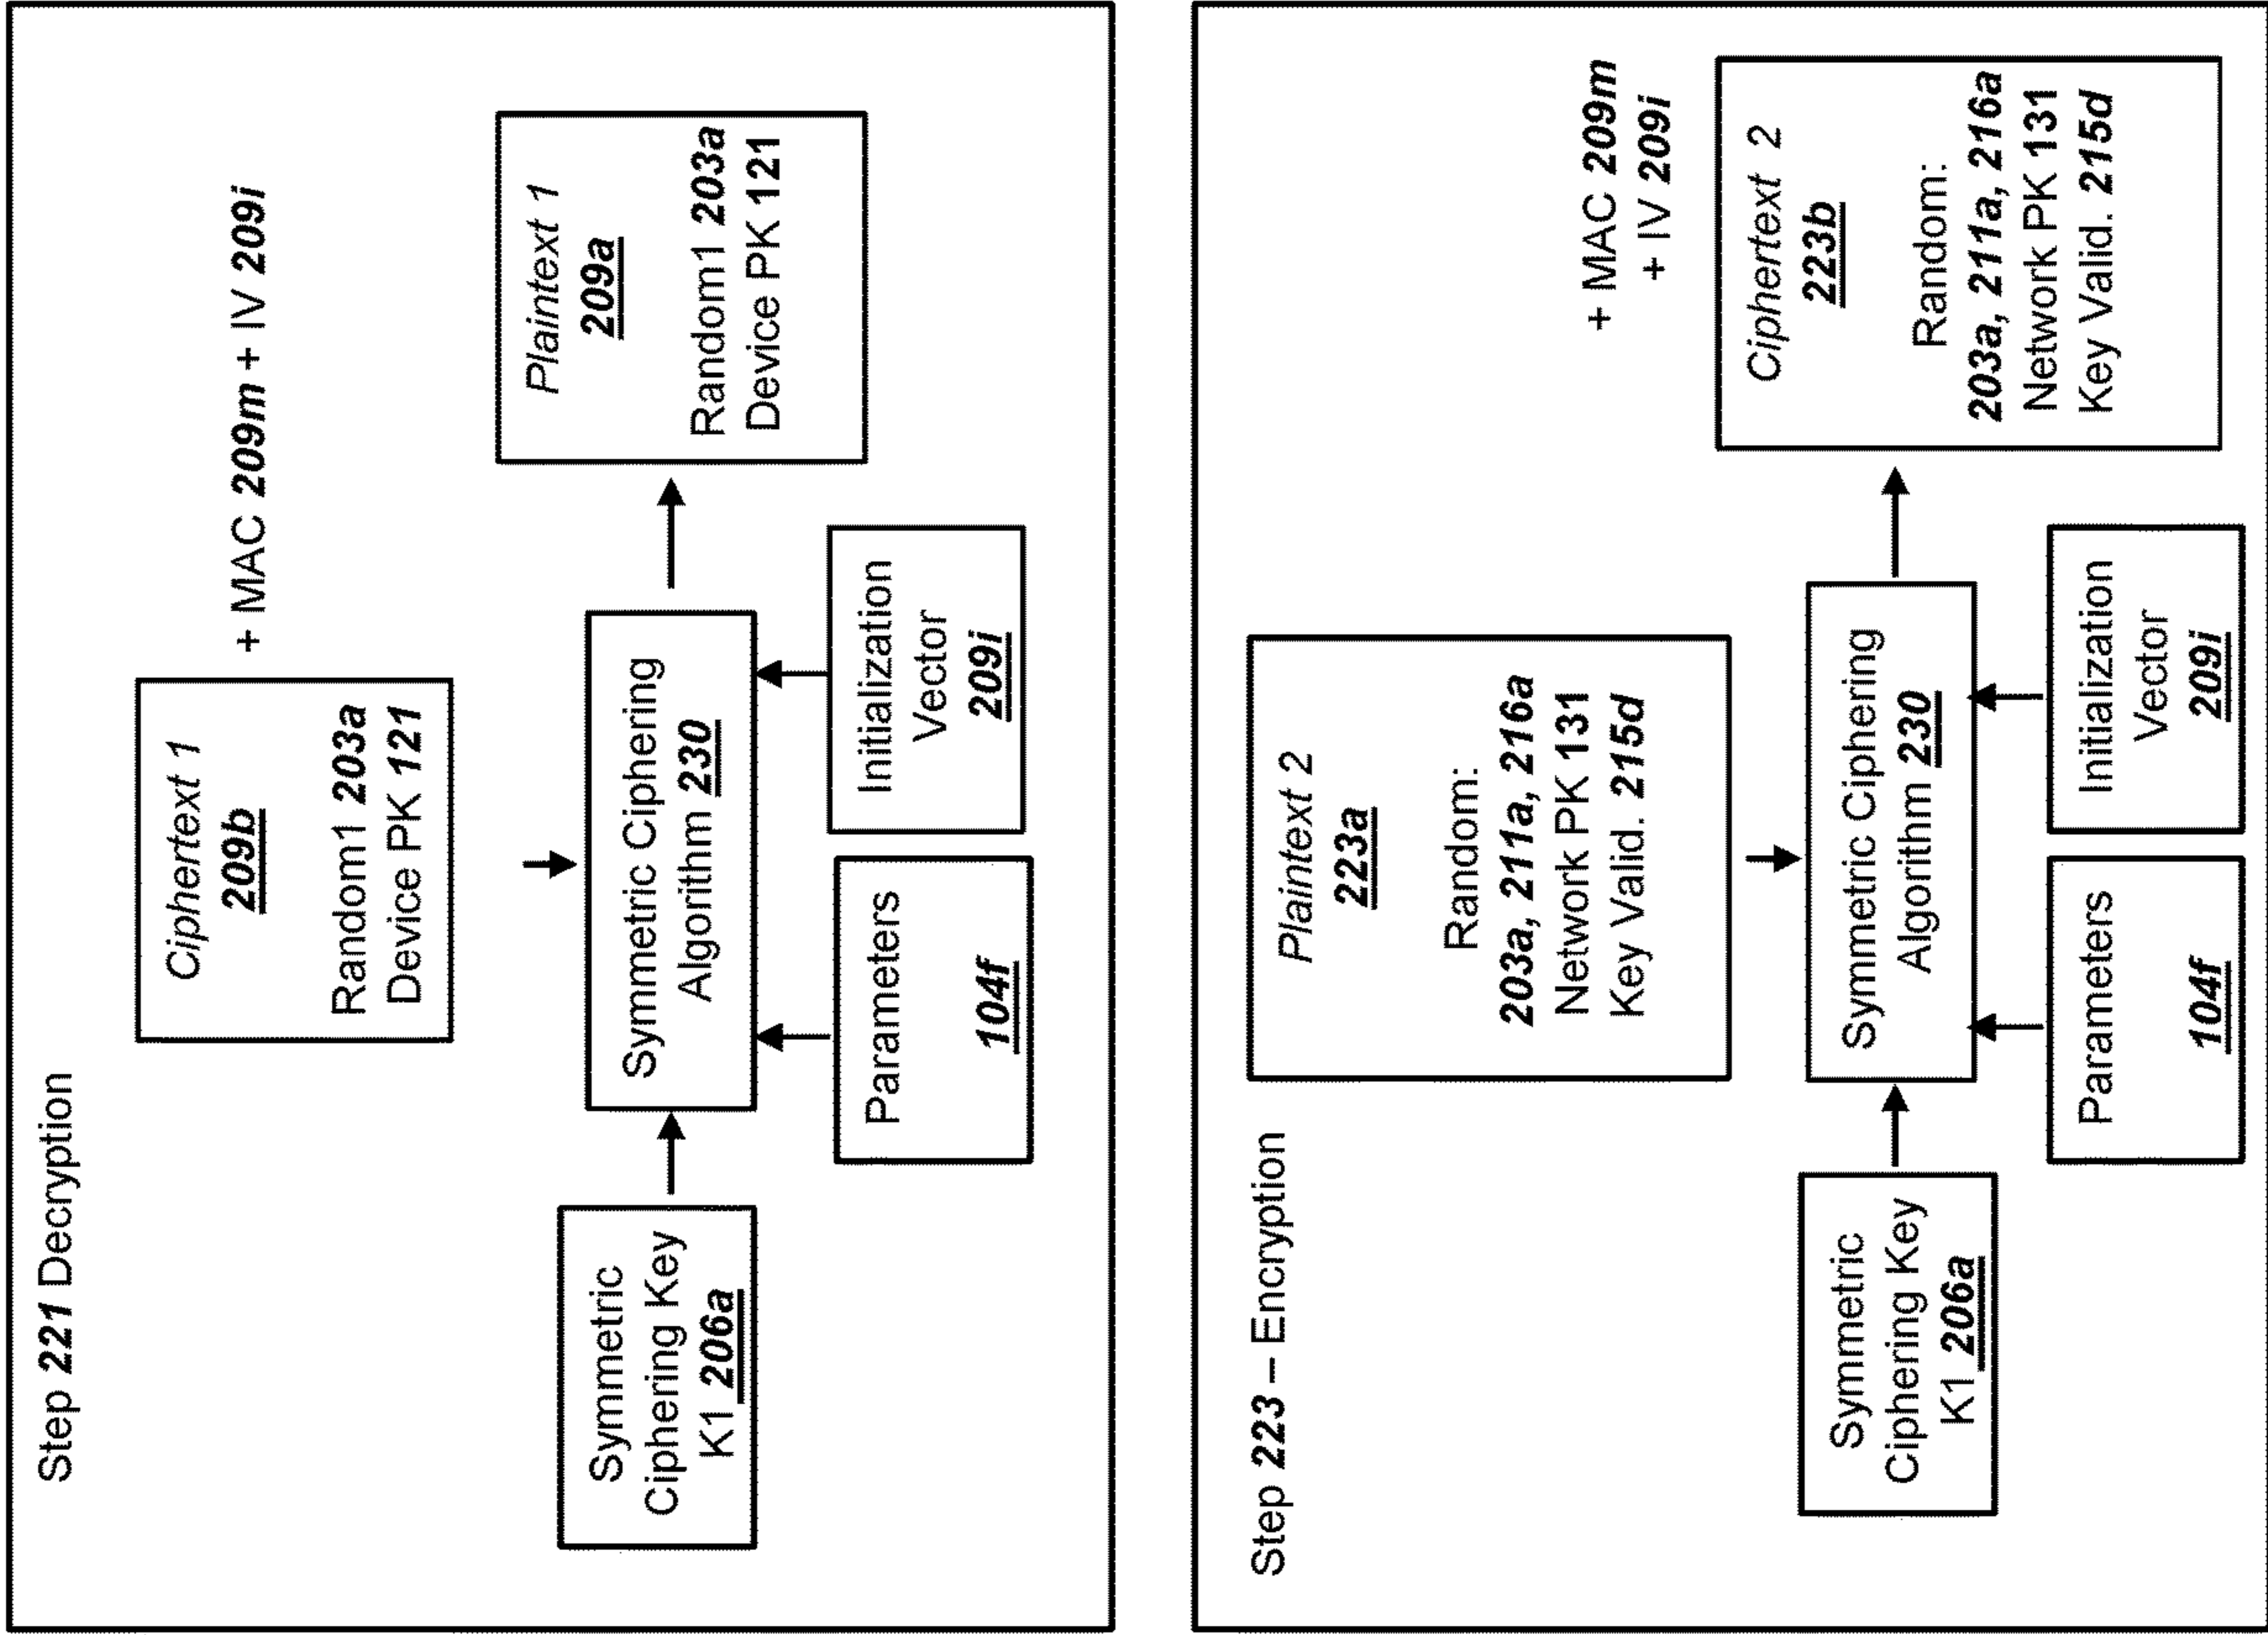 Step 221 Decryption
Ciphertext 1
209b
Random1 203a
Device PK 121
+ MAC 209m + IV 209i
Symmetric
Ciphering Key
K1 206a
Symmetric Ciphering
Algorithm 230
Plaintext 1
209a
Random1 203a
Device PK 121
Parameters
104f
Initialization
Vector
209i
Step 223 – Encryption
Plaintext 2
223a
Random:
203a, 211a, 216a
Network PK 131
Key Valid. 215d
+ MAC 209m
+ IV 209i
Symmetric
Ciphering Key
K1 206a
Symmetric Ciphering
Algorithm 230
Ciphertext 2
223b
Random:
203a, 211a, 216a
Network PK 131
Key Valid. 215d
Parameters
104f
Initialization
Vector
209i